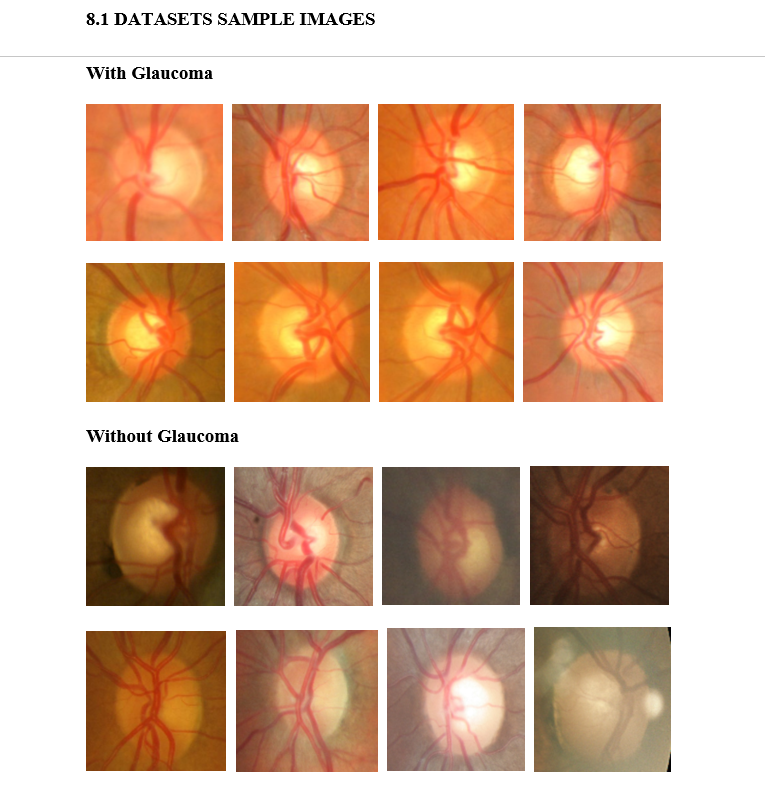 8.1 DATASETS SAMPLE IMAGES
With Glaucoma
Without Glaucoma